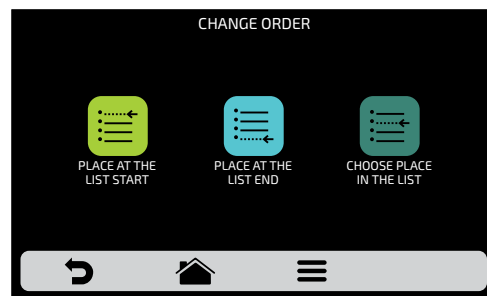 CHANGE ORDER
PLACE AT THE
LIST START
PLACE AT THE
LIST END
CHOOSE PLACE
IN THE LIST